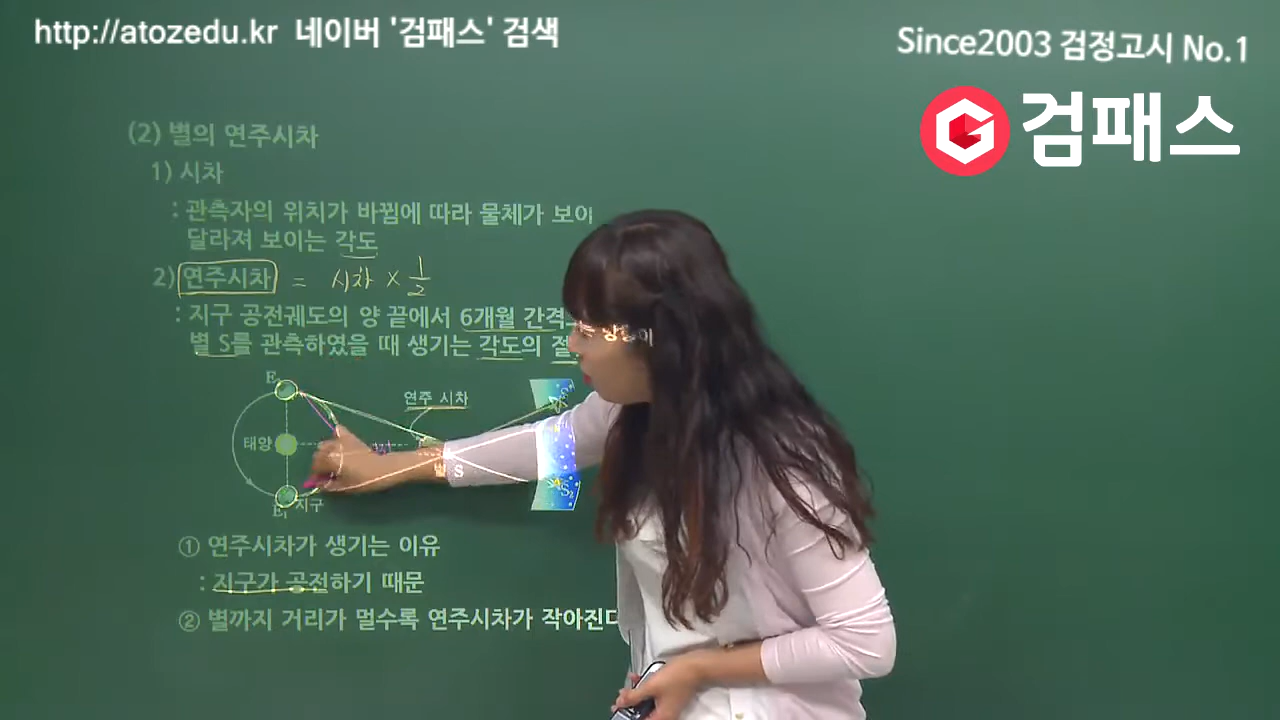 http://atozedu.kr 네이버 '검패스' 검색
Since2003 검정고시 No.1
검패스
(2) 별의 연주시차
1) 시차
: 관측자의 위치가 바뀜에 따라 물체가 보이
달라져 보이는 각도
2) 연주시차 = 시차 × 1/2
: 지구 공전궤도의 양 끝에서 6개월 간격
별 S를 관측하였을 때 생기는 각도의 절
연주 시차
태양
별 S
지구
① 연주시차가 생기는 이유
: 지구가 공전하기 때문
② 별까지 거리가 멀수록 연주시차가 작아진다